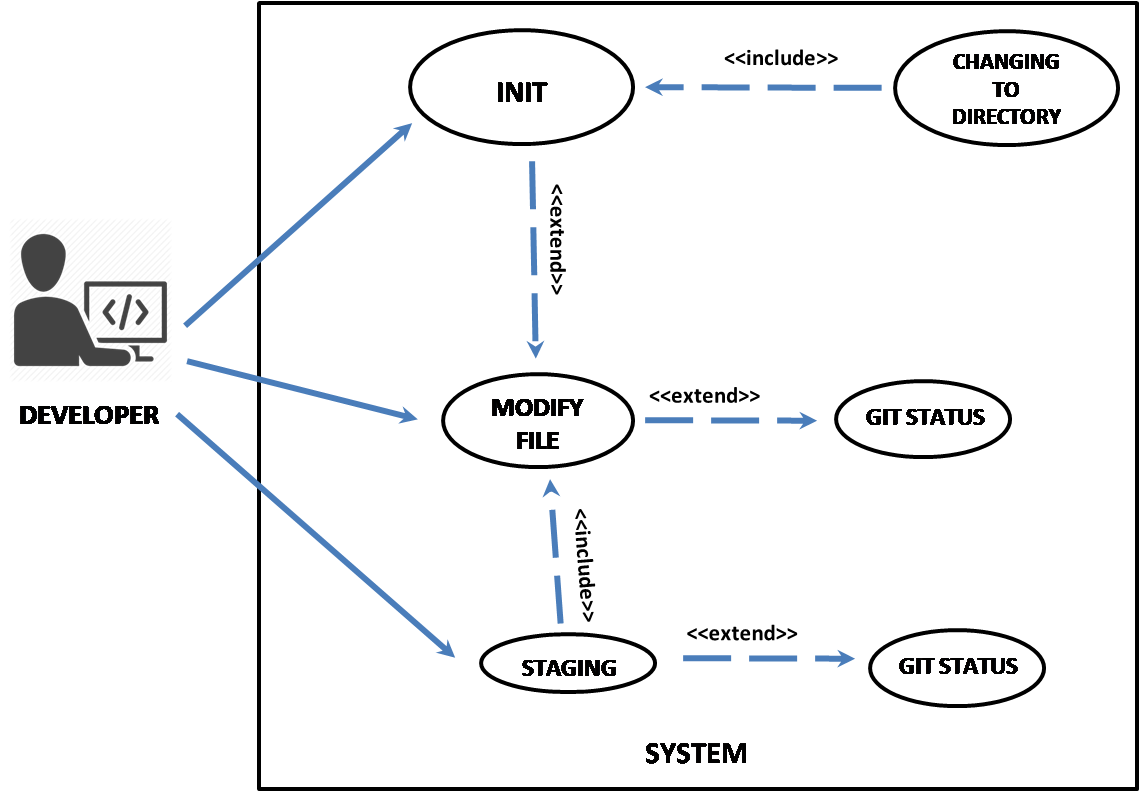 <<include>>
CHANGING
TO
DIRECTORY
INIT
<<extend>>
</>
DEVELOPER
MODIFY
FILE
<<extend>>
GIT STATUS
<<include>>
STAGING
<<extend>>
GIT STATUS
SYSTEM